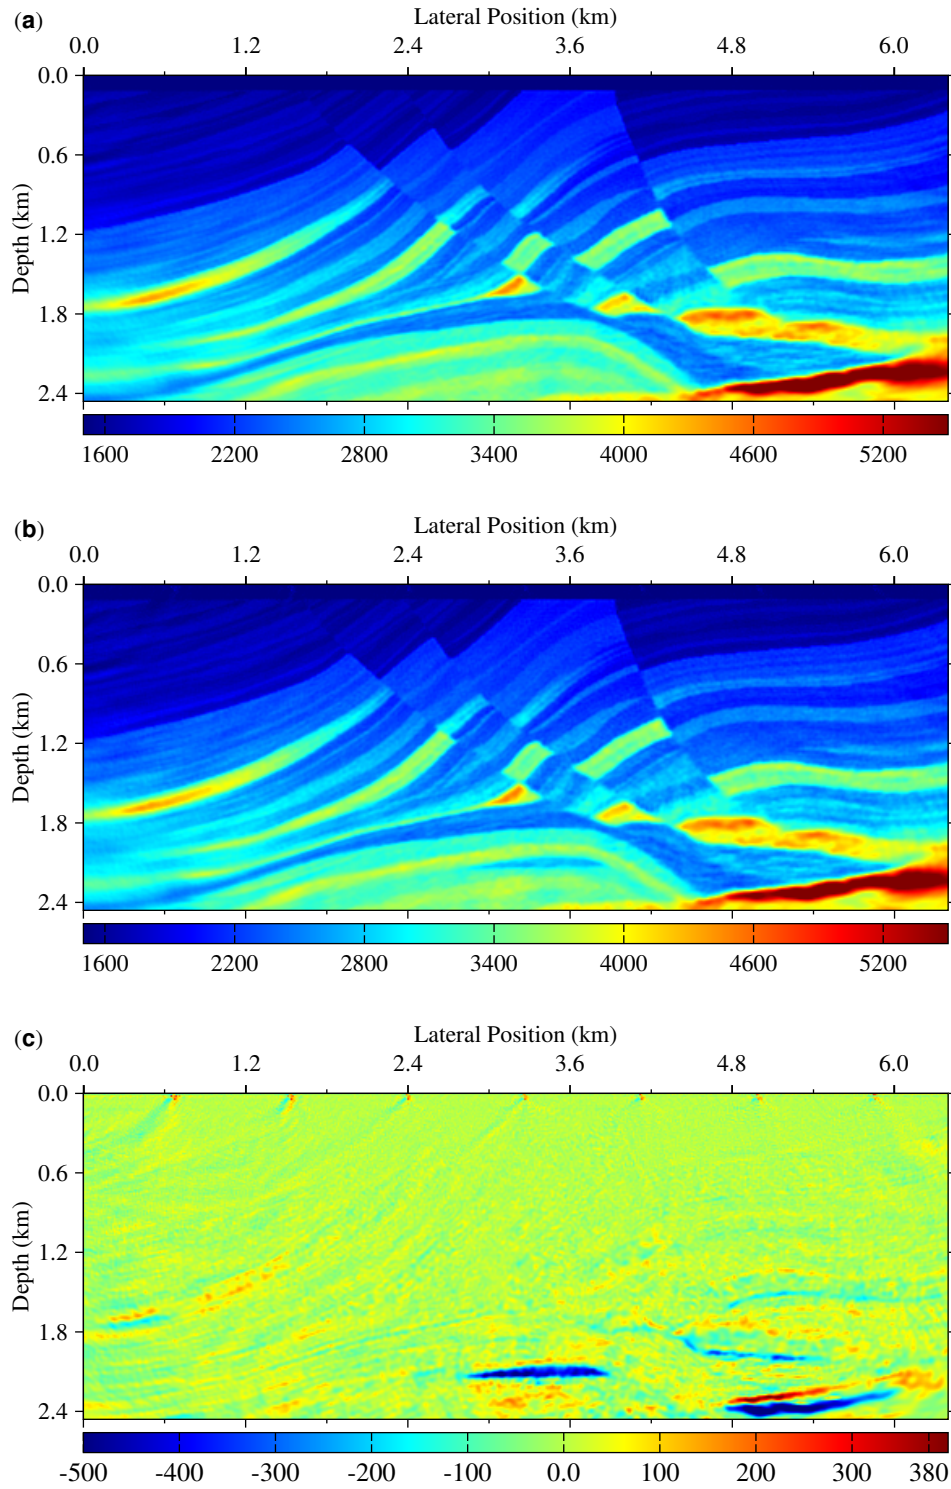 (a)
Lateral Position (km)
0.0 1.2 2.4 3.6 4.8 6.0
Depth (km)
0.0
0.6
1.2
1.8
2.4
1600 2200 2800 3400 4000 4600 5200
(b)
Lateral Position (km)
0.0 1.2 2.4 3.6 4.8 6.0
Depth (km)
0.0
0.6
1.2
1.8
2.4
1600 2200 2800 3400 4000 4600 5200
(c)
Lateral Position (km)
0.0 1.2 2.4 3.6 4.8 6.0
Depth (km)
0.0
0.6
1.2
1.8
2.4
-500 -400 -300 -200 -100 0.0 100 200 300 380